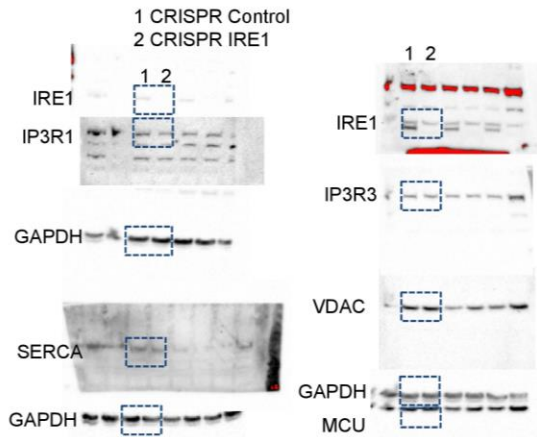 1 CRISPR Control
2 CRISPR IRE1
1 2
IRE1
IP3R1
GAPDH
SERCA
GAPDH
1 2
IRE1
IP3R3
VDAC
GAPDH
MCU